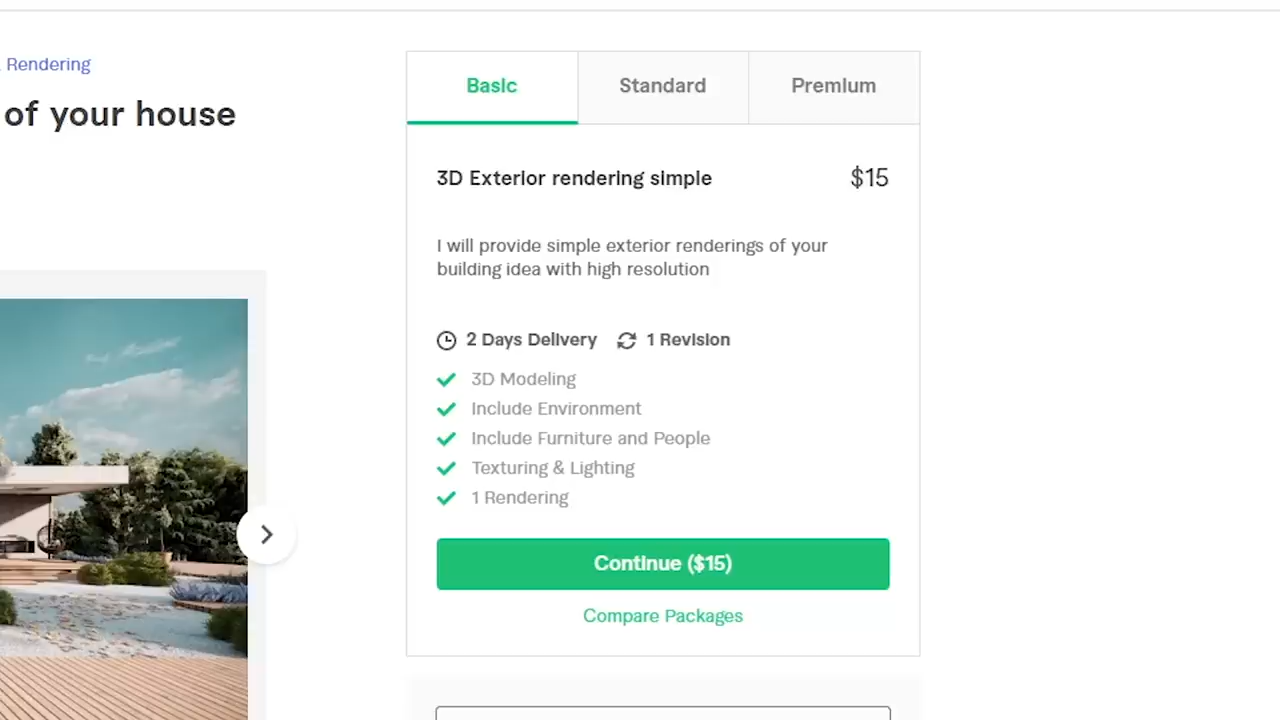 Rendering
of your house
Basic
Standard
Premium
3D Exterior rendering simple
$15
I will provide simple exterior renderings of your
building idea with high resolution
2 Days Delivery
1 Revision
3D Modeling
Include Environment
Include Furniture and People
Texturing & Lighting
1 Rendering
Continue ($15)
Compare Packages